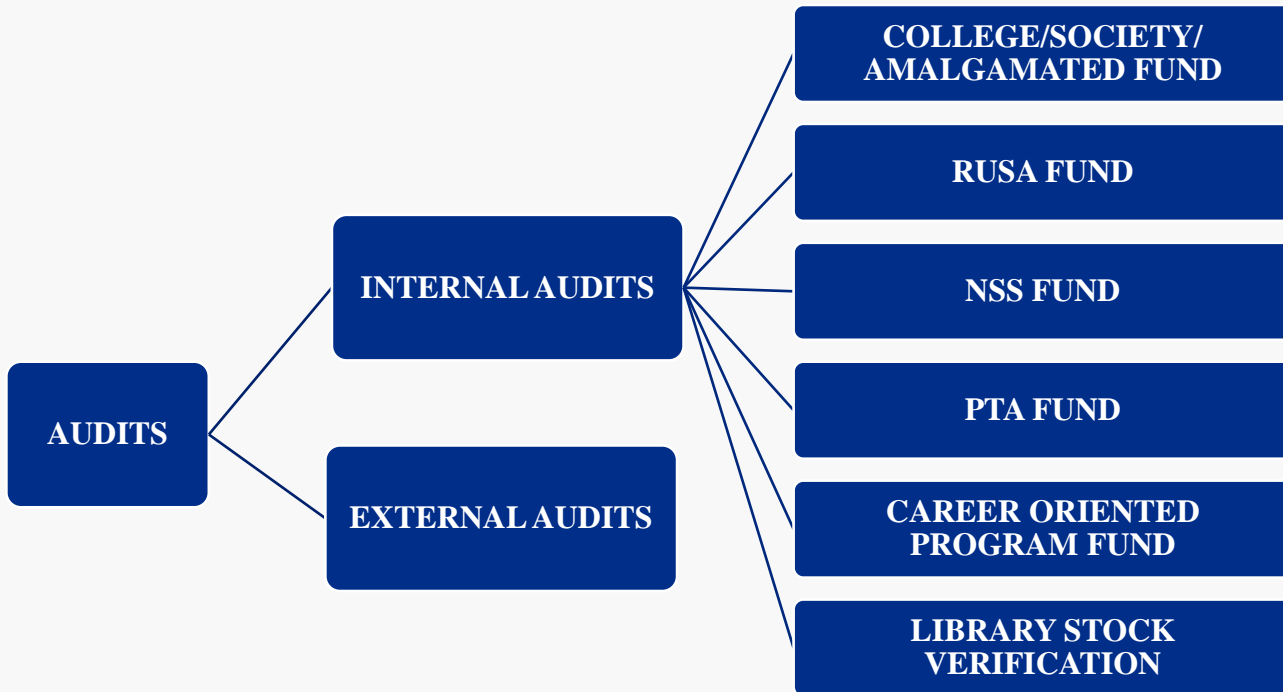 AUDITS
INTERNAL AUDITS
EXTERNAL AUDITS
COLLEGE/SOCIETY/
AMALGAMATED FUND
RUSA FUND
NSS FUND
PTA FUND
CAREER ORIENTED
PROGRAM FUND
LIBRARY STOCK
VERIFICATION